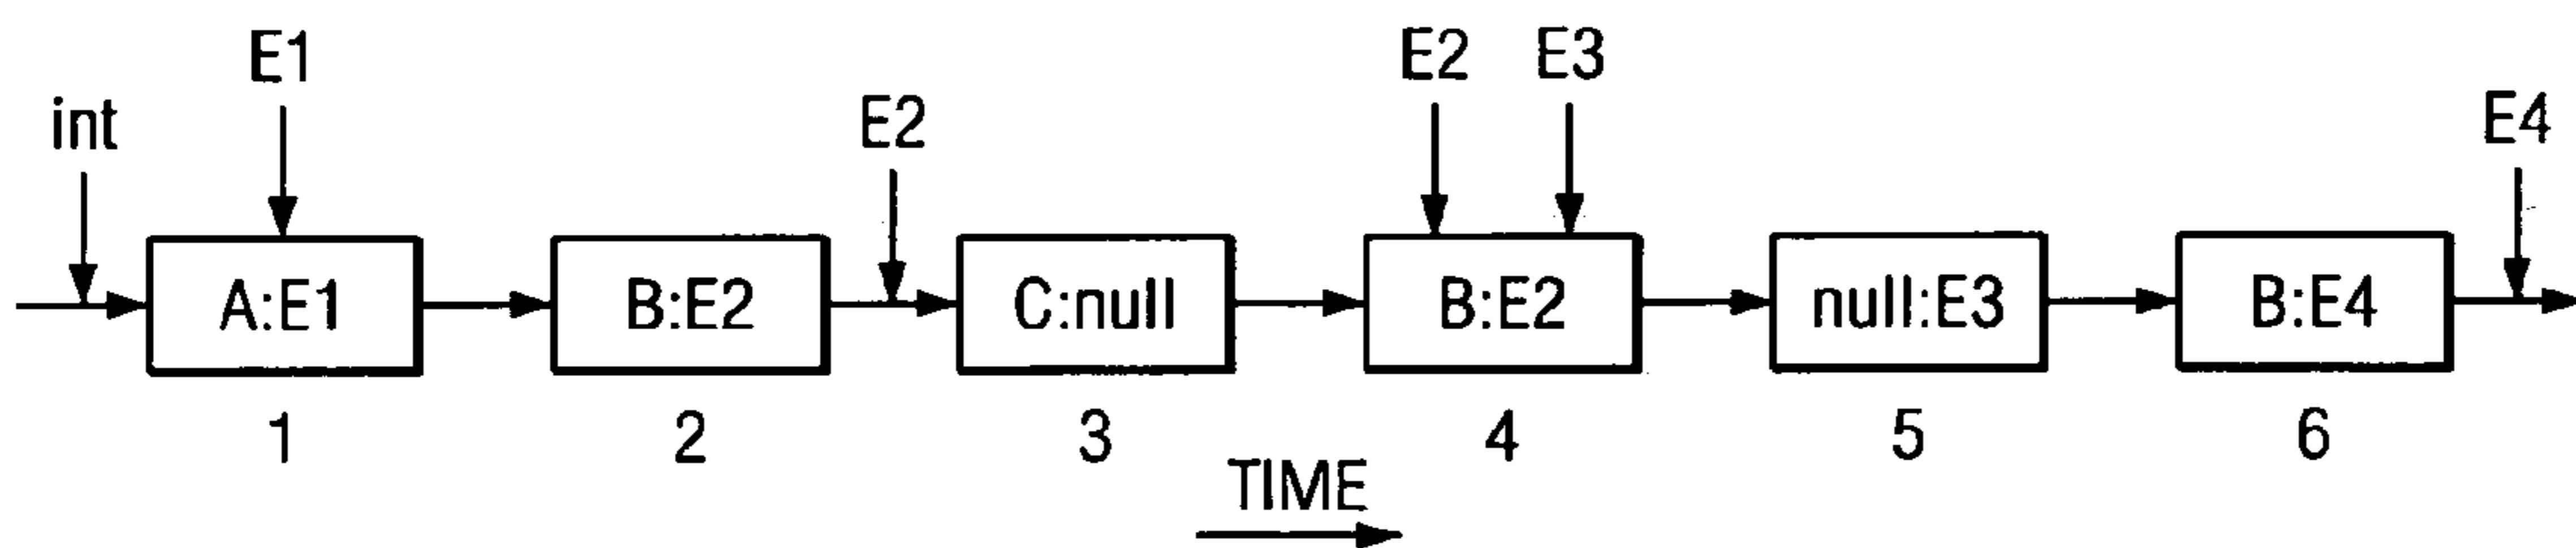 E1 E2 E3
int E2 E4
A:E1 B:E2 C:null B:E2 null:E3 B:E4
1 2 3 4 5 6
TIME